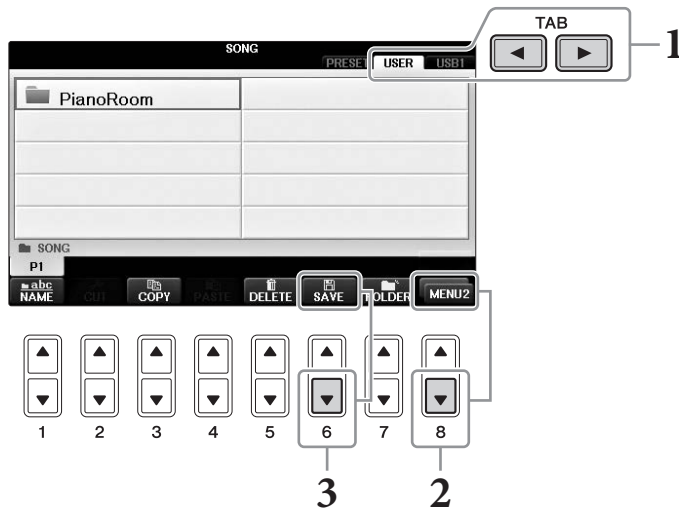 TAB
1
SONG
PRESET USER USB1
PianoRoom
SONG
P1
abc
NAME CUT COPY PASTE DELETE SAVE FOLDER MENU2
1 2 3 4 5 6 7 8
3 2